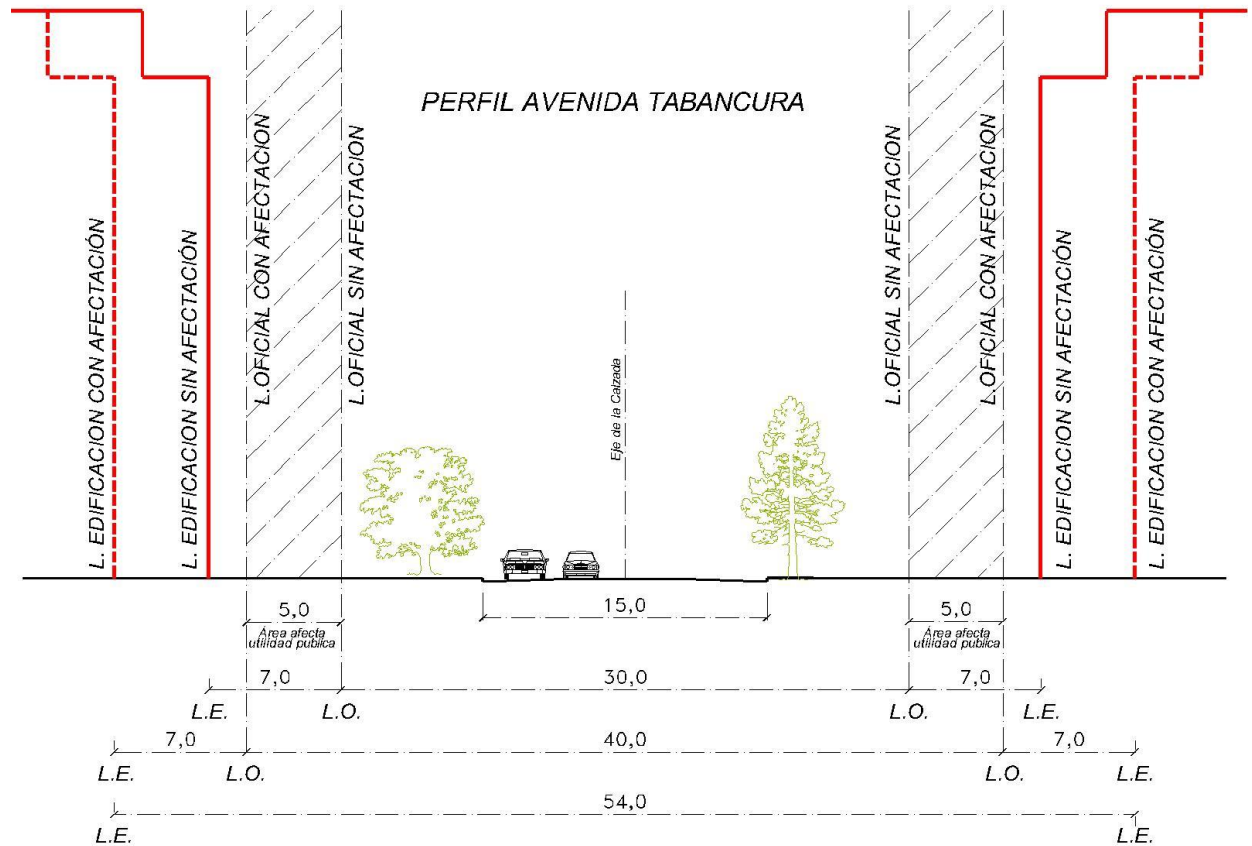 PERFIL AVENIDA TABANCURA
L. EDIFICACION CON AFECTACIÓN
L. EDIFICACION SIN AFECTACIÓN
L.OFICIAL CON AFECTACION
L.OFICIAL SIN AFECTACION
Eje de la Calzada
L.OFICIAL SIN AFECTACION
L.OFICIAL CON AFECTACION
L. EDIFICACION SIN AFECTACIÓN
L. EDIFICACION CON AFECTACIÓN
5,0 15,0 5,0
Área afecta
utilidad publica
Área afecta
utilidad publica
7,0 30,0 7,0
L.E. L.O. L.O. L.E.
7,0 40,0 7,0
L.E. L.O. L.O. L.E.
54,0
L.E. L.E.